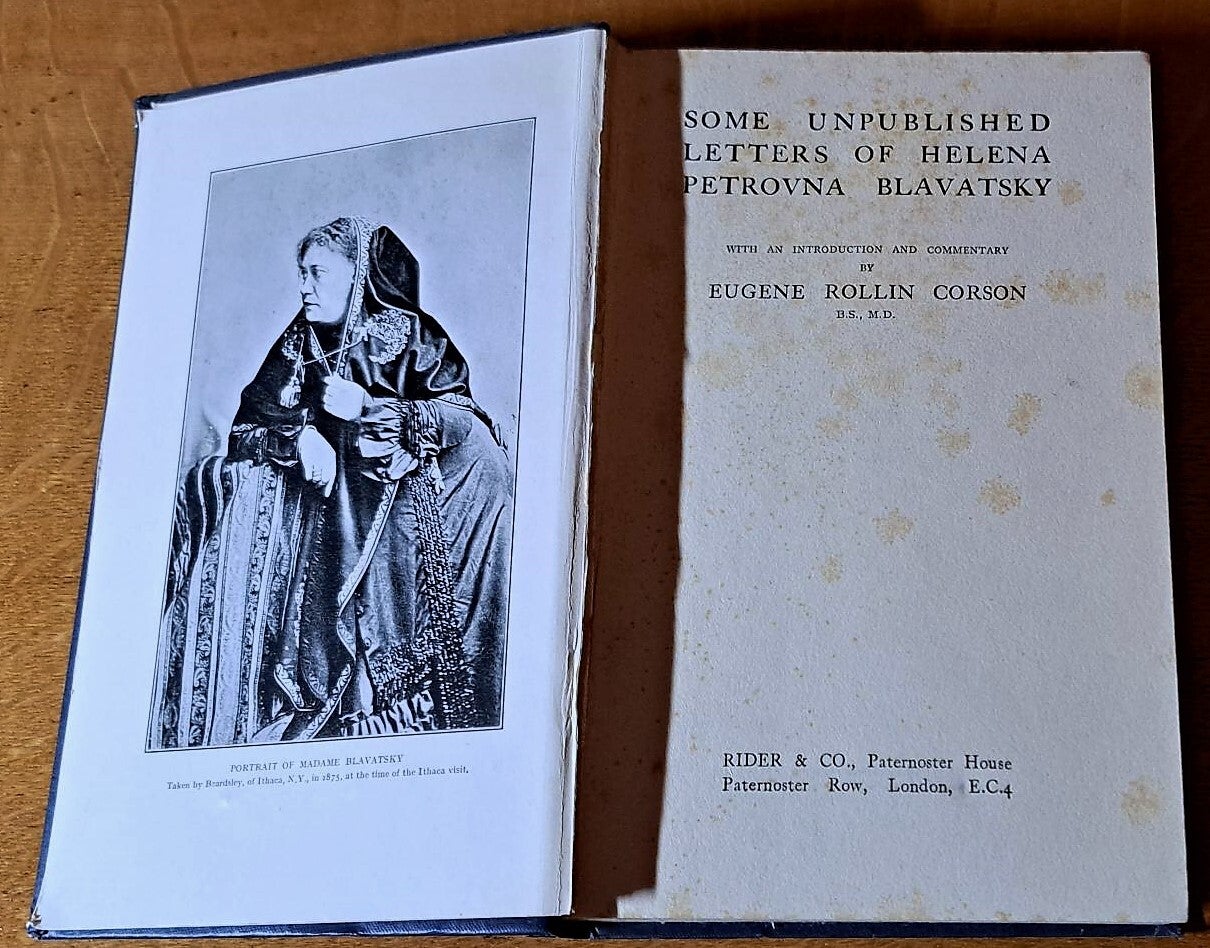 PORTRAIT OF MADAME BLAVATSKY
Taken by Beardsley, of Ithaca, N.Y., in 1875, at the time of the Ithaca visit.
SOME UNPUBLISHED
LETTERS OF HELENA
PETROVNA BLAVATSKY
WITH AN INTRODUCTION AND COMMENTARY
BY
EUGENE ROLLIN CORSON
B.S., M.D.
RIDER & CO., Paternoster House
Paternoster Row, London, E.C.4